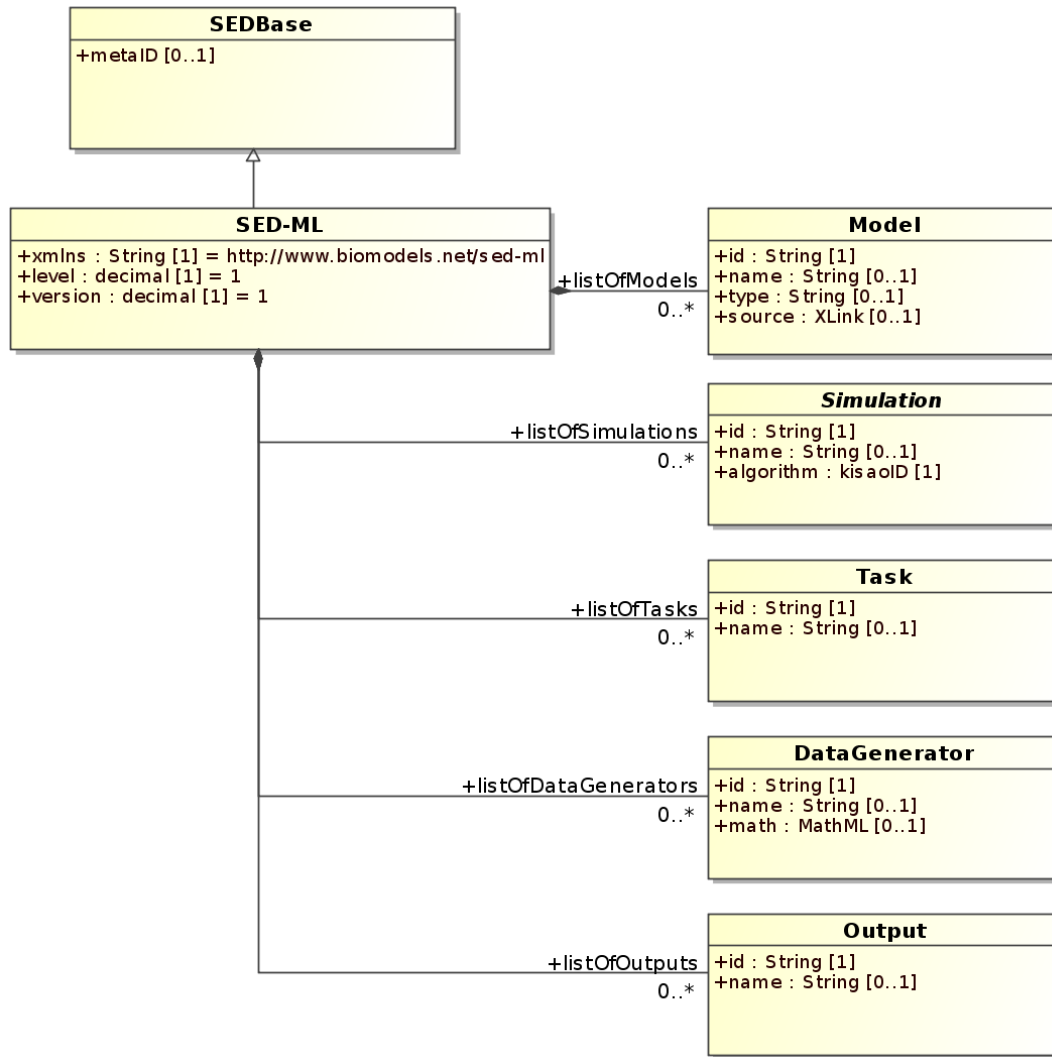 SEDBase
+metaID [0..1]
SED-ML
+xmlns : String [1] = http://www.biomodels.net/sed-ml
+level : decimal [1] = 1
+version : decimal [1] = 1
+listOfModels
0..*
Model
+id : String [1]
+name : String [0..1]
+type : String [0..1]
+source : XLink [0..1]
+listOfSimulations
0..*
Simulation
+id : String [1]
+name : String [0..1]
+algorithm : kisaoID [1]
+listOfTasks
0..*
Task
+id : String [1]
+name : String [0..1]
+listOfDataGenerators
0..*
DataGenerator
+id : String [1]
+name : String [0..1]
+math : MathML [0..1]
+listOfOutputs
0..*
Output
+id : String [1]
+name : String [0..1]